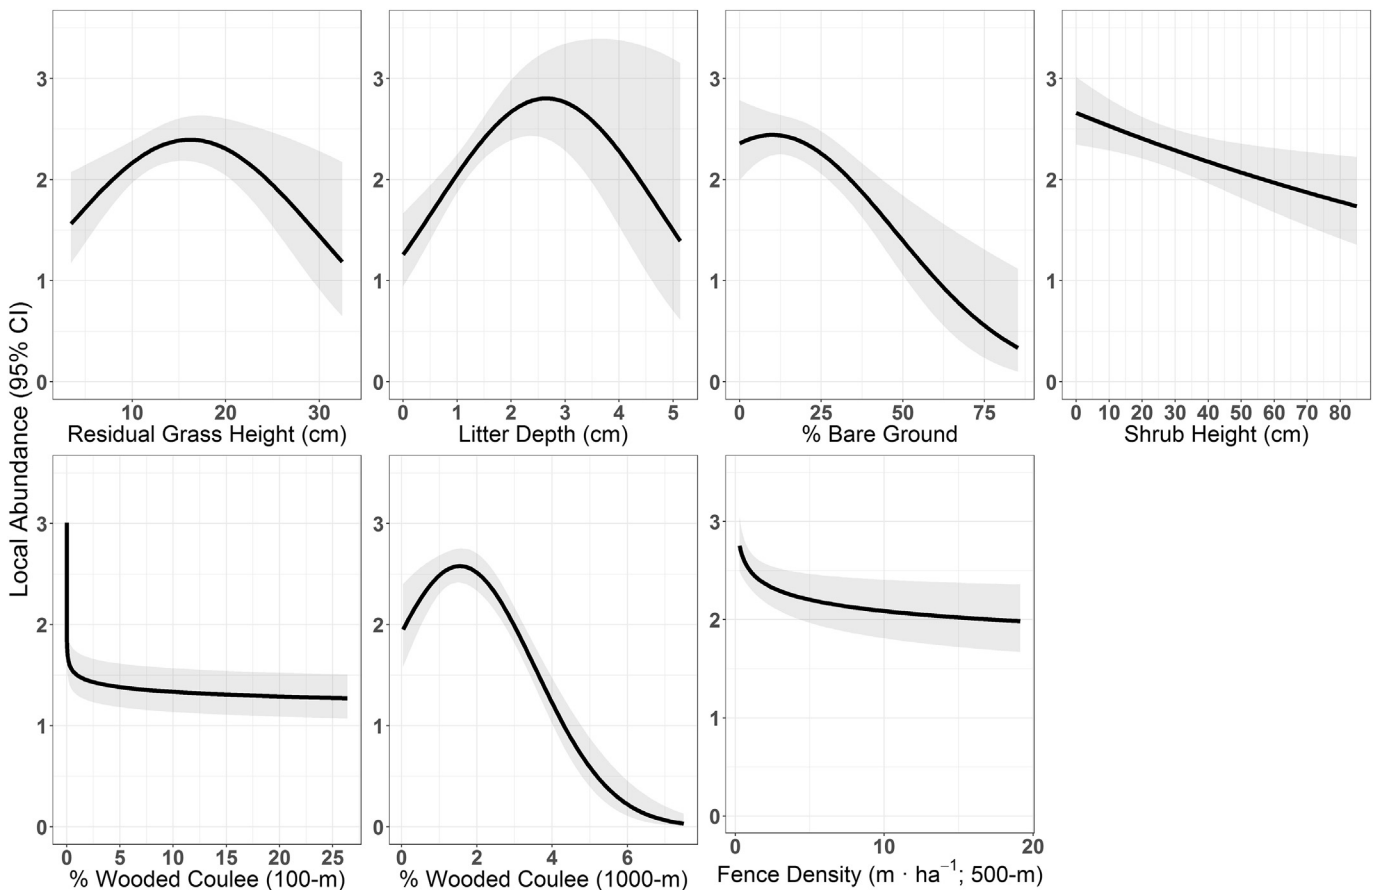 Local Abundance (95% CI)
3
2
1
0
10 20 30
Residual Grass Height (cm)
3
2
1
0
0 1 2 3 4 5
Litter Depth (cm)
3
2
1
0
0 25 50 75
% Bare Ground
3
2
1
0
0 10 20 30 40 50 60 70 80
Shrub Height (cm)
3
2
1
0
0 5 10 15 20 25
% Wooded Coulee (100-m)
3
2
1
0
0 2 4 6
% Wooded Coulee (1000-m)
3
2
1
0
0 10 20
Fence Density (m · ha⁻¹; 500-m)